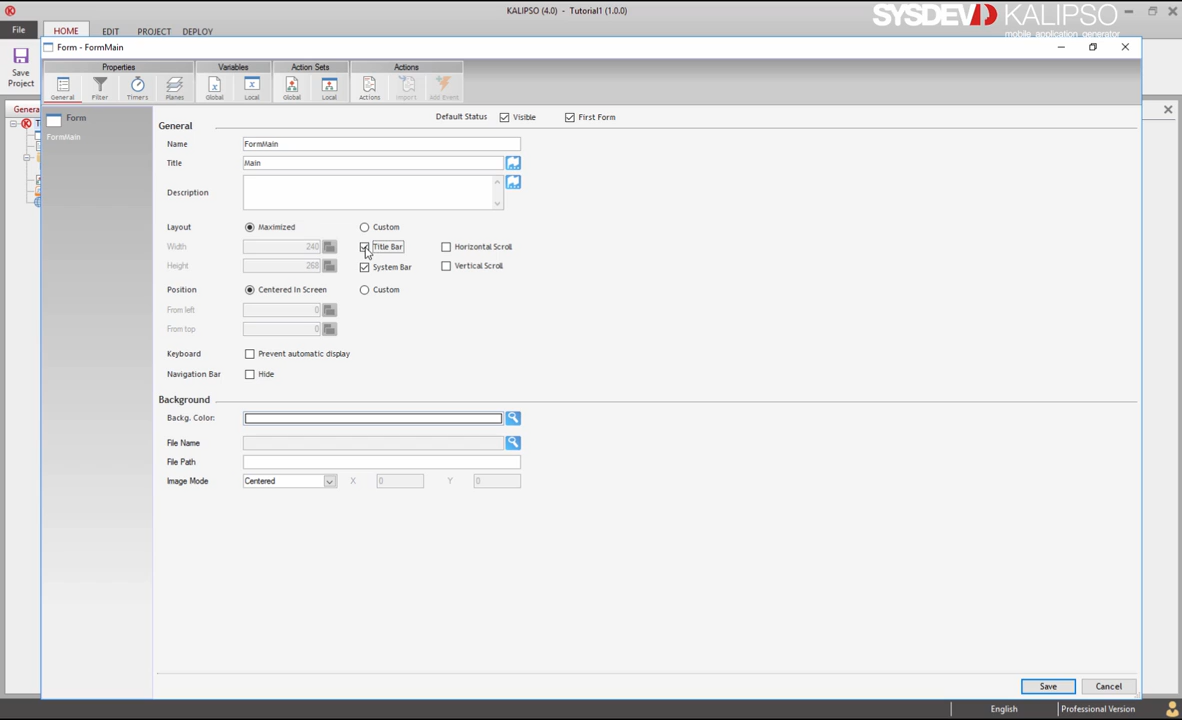 KALIPSO (4.0)  -  Tutorial1 (1.0.0)
SYSDEV KALIPSO
mobile application generator
File
HOME
EDIT
PROJECT
DEPLOY
Form - FormMain
Save
Project
Properties
Variables
Action Sets
Actions
General
Filter
Timers
Planes
Global
Local
Global
Local
Actions
Import
Add Event
Genera
Form
FormMain
Default Status
Visible
First Form
General
Name
FormMain
Title
Main
Description
Layout
Maximized
Custom
Width
240
Title Bar
Horizontal Scroll
Height
268
System Bar
Vertical Scroll
Position
Centered In Screen
Custom
From left
0
From top
0
Keyboard
Prevent automatic display
Navigation Bar
Hide
Background
Backg. Color:
File Name
File Path
Image Mode
Centered
X
0
Y
0
Save
Cancel
English
Professional Version